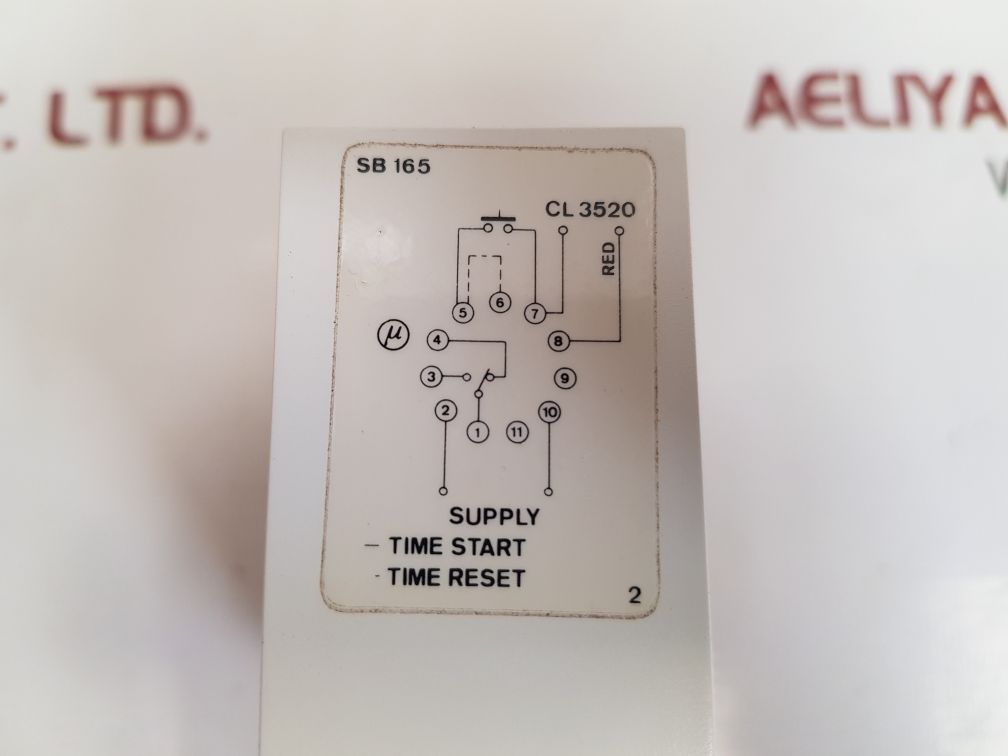 LTD.
AELIYA
SB 165
CL 3520
RED
5
6
7
µ
4
8
3
9
2
10
1
11
SUPPLY
— TIME START
- TIME RESET
2